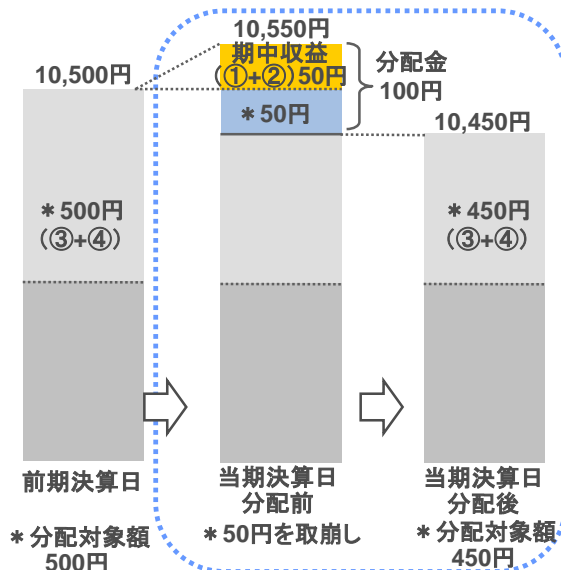 10,500円
＊500円
（③+④）
前期決算日
＊分配対象額
500円
10,550円
期中収益
（①+②）50円
＊50円
分配金
100円
当期決算日
分配前
＊50円を取崩し
10,450円
＊450円
（③+④）
当期決算日
分配後
＊分配対象額
450円